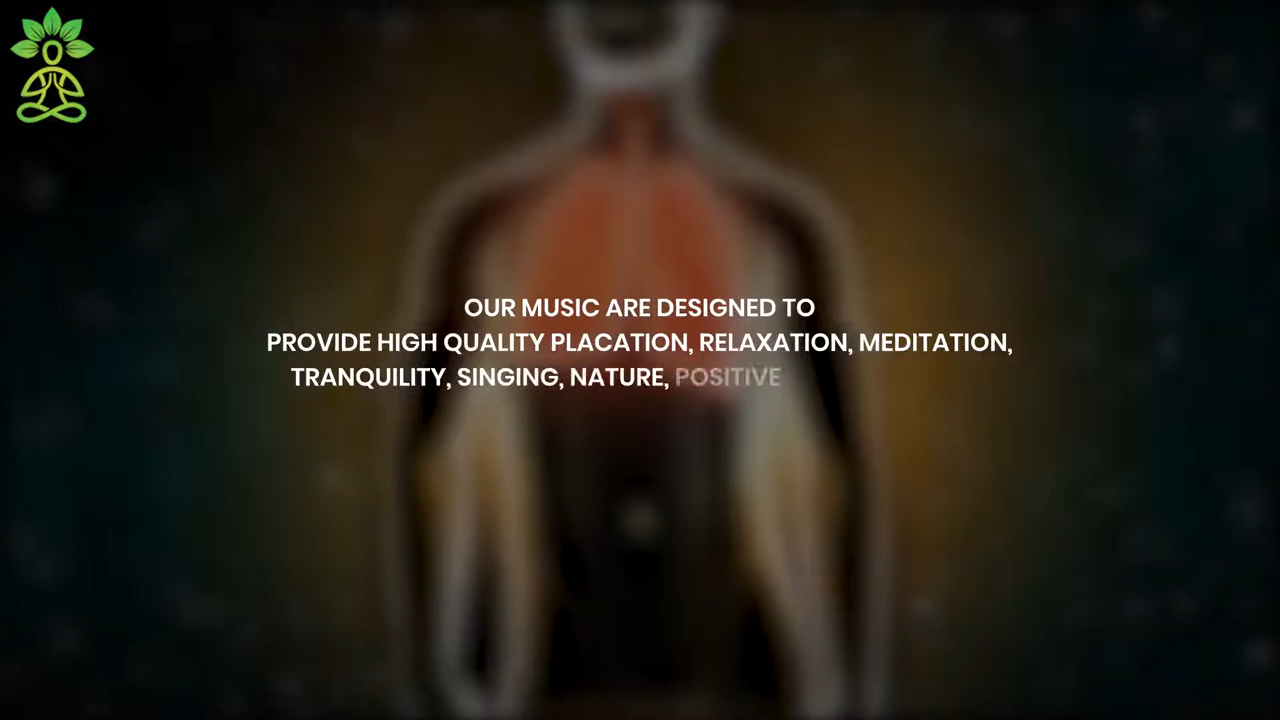 OUR MUSIC ARE DESIGNED TO
PROVIDE HIGH QUALITY PLACATION, RELAXATION, MEDITATION,
TRANQUILITY, SINGING, NATURE, POSITIVE